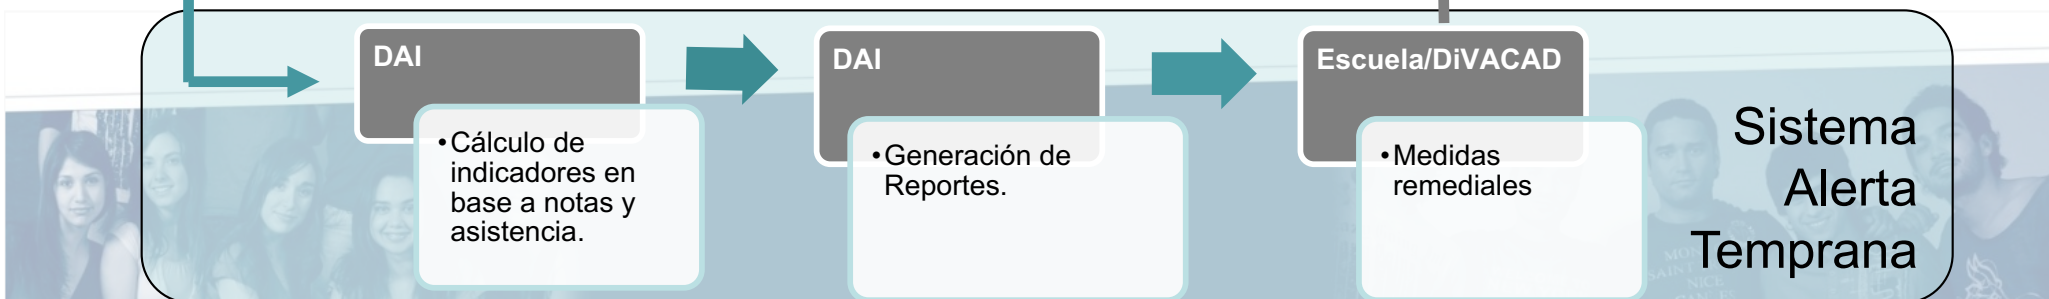 DAI
•Cálculo de
indicadores en
base a notas y
asistencia.
DAI
•Generación de
Reportes.
Escuela/DiVACAD
•Medidas
remediales
Sistema
Alerta
Temprana